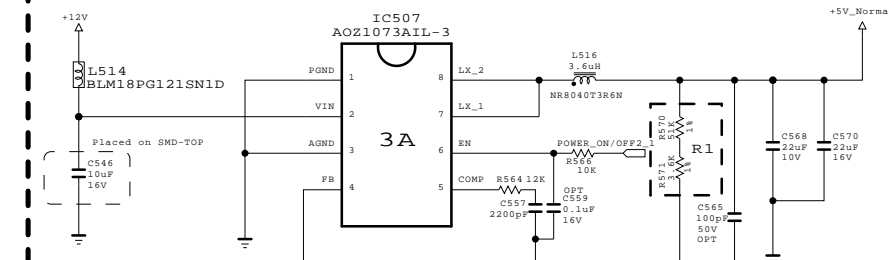 +12V
L514
BLM18PG121SN1D
Placed on SMD-TOP
C546
10uF
16V
IC507
AOZ1073AIL-3
3A
PGND
1
VIN
2
AGND
3
FB
4
8
LX_2
7
LX_1
6
EN
5
COMP
L516
3.6uH
NR8040T3R6N
POWER_ON/OFF2_1
R566
10K
R564 12K
C557
2200pF
OPT
C559
0.1uF
16V
R570
51K
1%
R571
3.6K
1%
R1
C565
100pF
50V
OPT
+5V_Norma
C568
22uF
10V
C570
22uF
16V